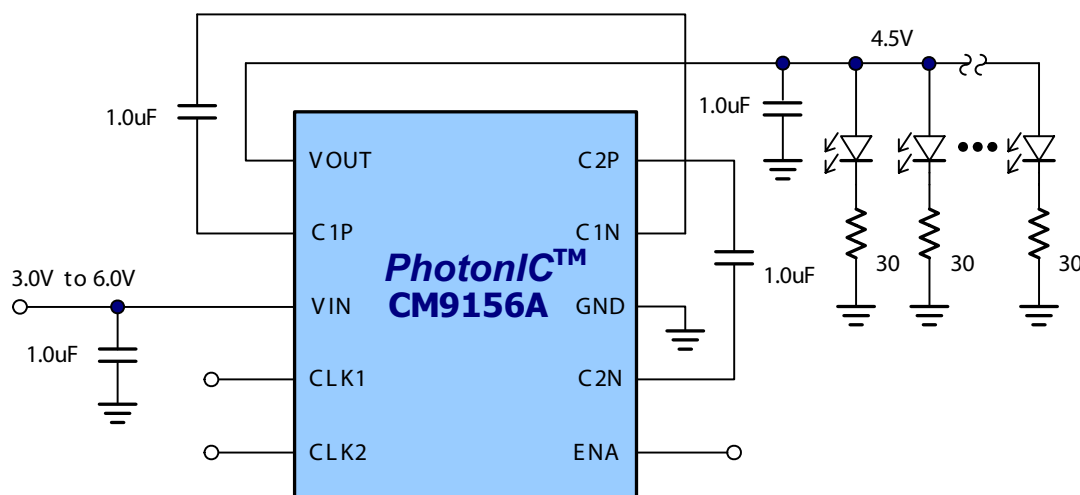 4.5V
1.0uF
1.0uF
VOUT
C2P
C1P
C1N
PhotonIC™
CM9156A
30
30
30
3.0V to 6.0V
1.0uF
VIN
GND
1.0uF
CLK1
C2N
CLK2
ENA